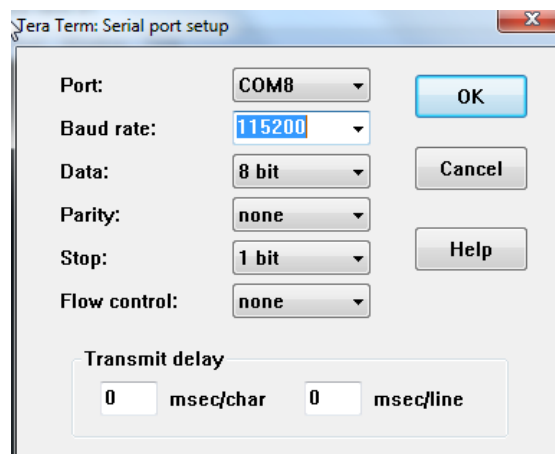 Tera Term: Serial port setup
Port: COM8 OK
Baud rate: 115200
Data: 8 bit Cancel
Parity: none
Stop: 1 bit Help
Flow control: none
Transmit delay
0 msec/char 0 msec/line